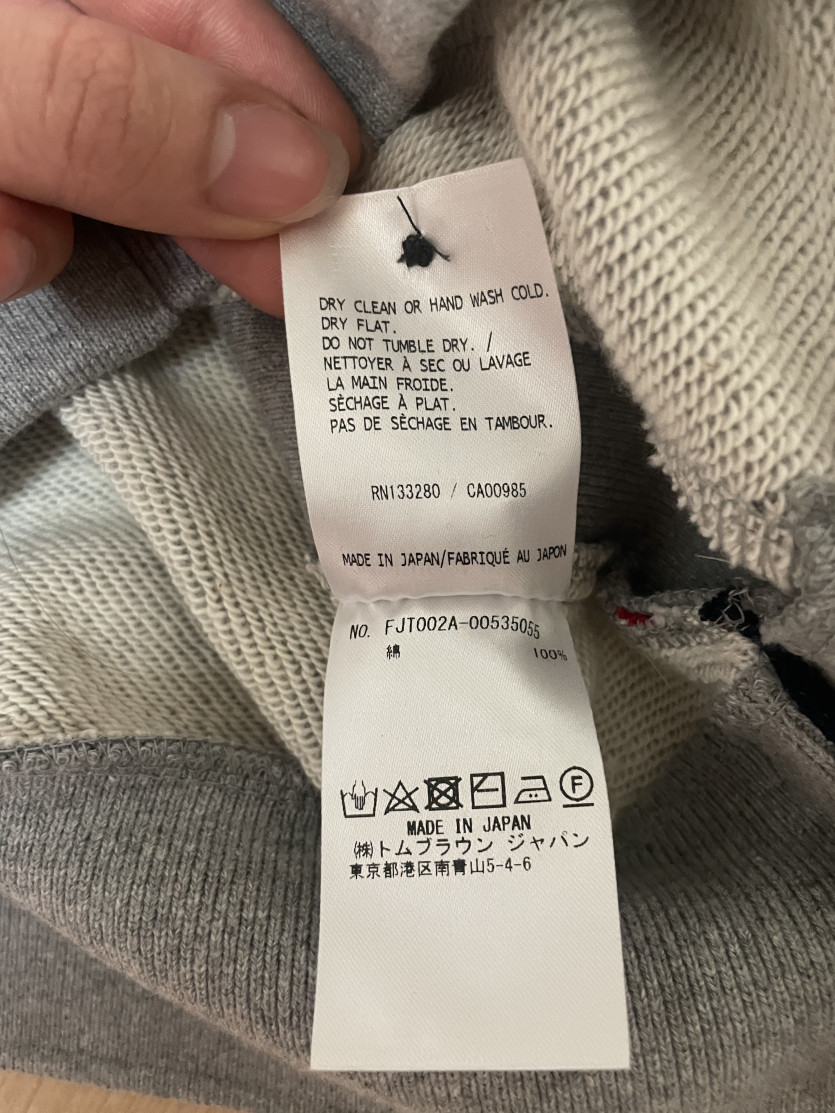 DRY CLEAN OR HAND WASH COLD.
DRY FLAT.
DO NOT TUMBLE DRY. /
NETTOYER À SEC OU LAVAGE
LA MAIN FROIDE.
SÈCHAGE À PLAT.
PAS DE SÈCHAGE EN TAMBOUR.
RN133280 / CA00985
MADE IN JAPAN/FABRIQUÉ AU JAPON
NO. FJT002A-00535055
綿 100%
F
MADE IN JAPAN
㈱トムブラウン ジャパン
東京都港区南青山5-4-6